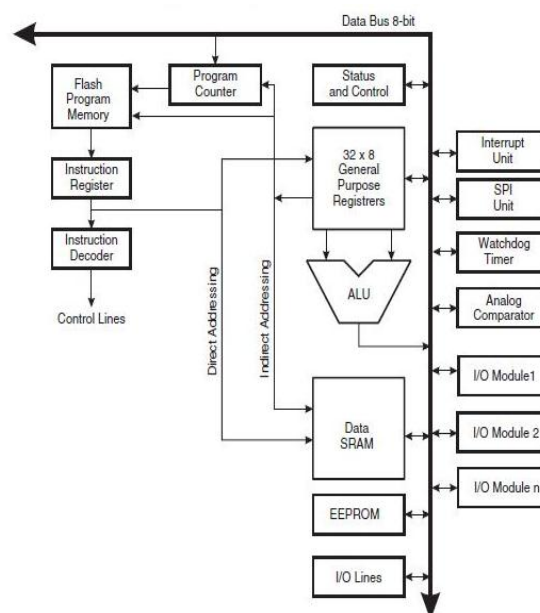 Data Bus 8-bit
Flash
Program
Memory
Program
Counter
Status
and Control
Instruction
Register
32 x 8
General
Purpose
Registrers
Interrupt
Unit
SPI
Unit
Instruction
Decoder
Watchdog
Timer
Control Lines
Direct Addressing
Indirect Addressing
ALU
Analog
Comparator
I/O Module1
Data
SRAM
I/O Module 2
I/O Module n
EEPROM
I/O Lines